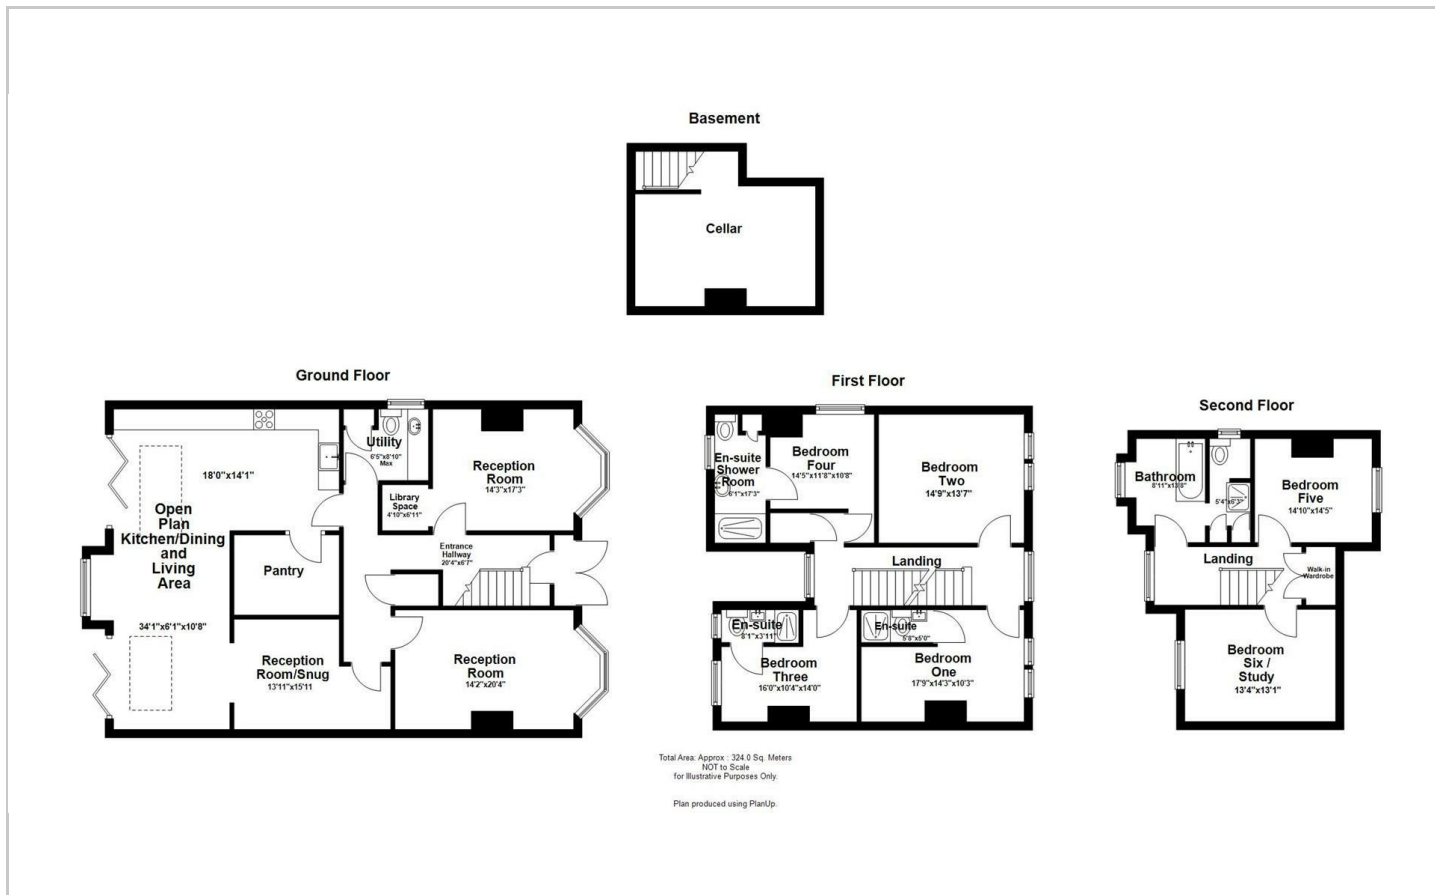 Basement
Cellar
Ground Floor
18'0"x14'1"
Open
Plan
Kitchen/Dining
and
Living
Area
34'1"x6'1"x10'8"
Pantry
Utility
6'5"x8'10"
Max
Library
Space
4'10"x6'11"
Reception
Room
14'3"x17'3"
Entrance
Hallway
20'4"x6'7"
Reception
Room/Snug
13'11"x15'11
Reception
Room
14'2"x20'4"
First Floor
En-suite
Shower
Room
6'1"x17'3"
Bedroom
Four
14'5"x11'8"x10'8"
Bedroom
Two
14'9"x13'7"
Landing
En-suite
8'1"x3'11"
Bedroom
Three
16'0"x10'4"x14'0"
En-suite
5'8"x5'0"
Bedroom
One
17'9"x14'3"x10'3"
Second Floor
Bathroom
5'4"x6'3"
Bedroom
Five
14'10"x14'5"
Landing
Walk-in
Wardrobe
Bedroom
Six /
Study
13'4"x13'1"
Total Area: Approx : 324.0 Sq. Meters
NOT to Scale
for Illustrative Purposes Only.
Plan produced using PlanUp.